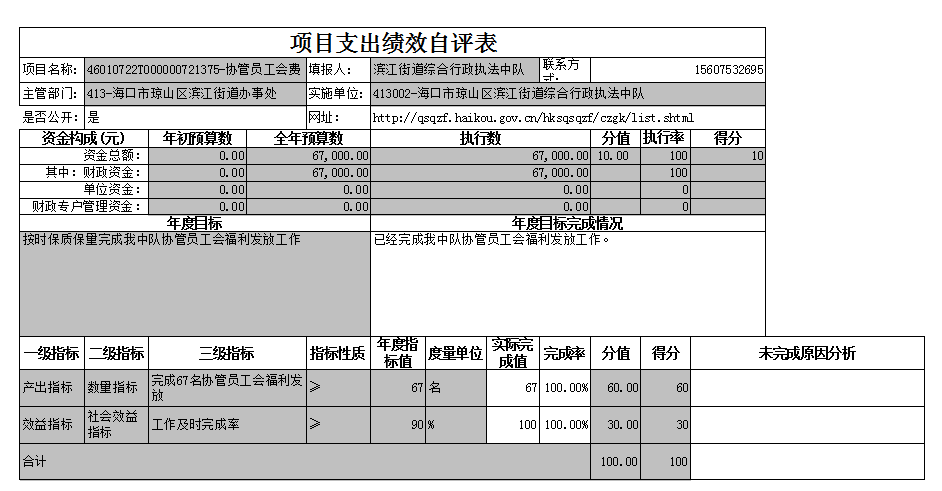 项目支出绩效自评表
项目名称： 46010722T000000721375-协管员工会费 填报人： 滨江街道综合行政执法中队 联系方式： 15607532695
主管部门： 413-海口市琼山区滨江街道办事处 实施单位： 413002-海口市琼山区滨江街道综合行政执法中队
是否公开： 是 网址： http://qsqzf.haikou.gov.cn/hksqsqzf/czgk/list.shtml
资金构成(元) 年初预算数 全年预算数 执行数 分值 执行率 得分
资金总额： 0.00 67,000.00 67,000.00 10.00 100 10
其中：财政资金： 0.00 67,000.00 67,000.00 100
单位资金： 0.00 0.00 0.00 0
财政专户管理资金： 0.00 0.00 0.00 0
年度目标 年度目标完成情况
按时保质保量完成我中队协管员工会福利发放工作 已经完成我中队协管员工会福利发放工作。
一级指标 二级指标 三级指标 指标性质 年度指标值 度量单位 实际完成值 完成率 分值 得分 未完成原因分析
产出指标 数量指标 完成67名协管员工会福利发放 ≥ 67 名 67 100.00% 60.00 60
效益指标 社会效益指标 工作及时完成率 ≥ 90 % 100 100.00% 30.00 30
合计 100.00 100